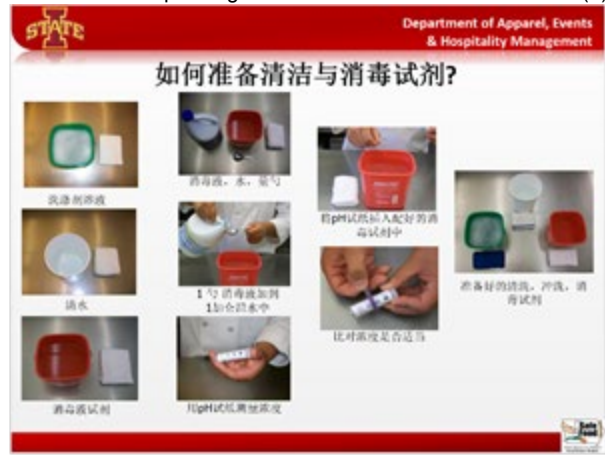 STATE
Department of Apparel, Events
& Hospitality Management
如何准备清洁与消毒试剂?
洗涤剂溶液
清水
消毒液试剂
消毒液，水，量勺
1 勺 消毒液加到
1加仑清水中
用pH试纸测量浓度
将pH试纸插入配好的消
毒试剂中
比对浓度是否适当
准备好的清洗，冲洗，消
毒试剂
Safe
Food